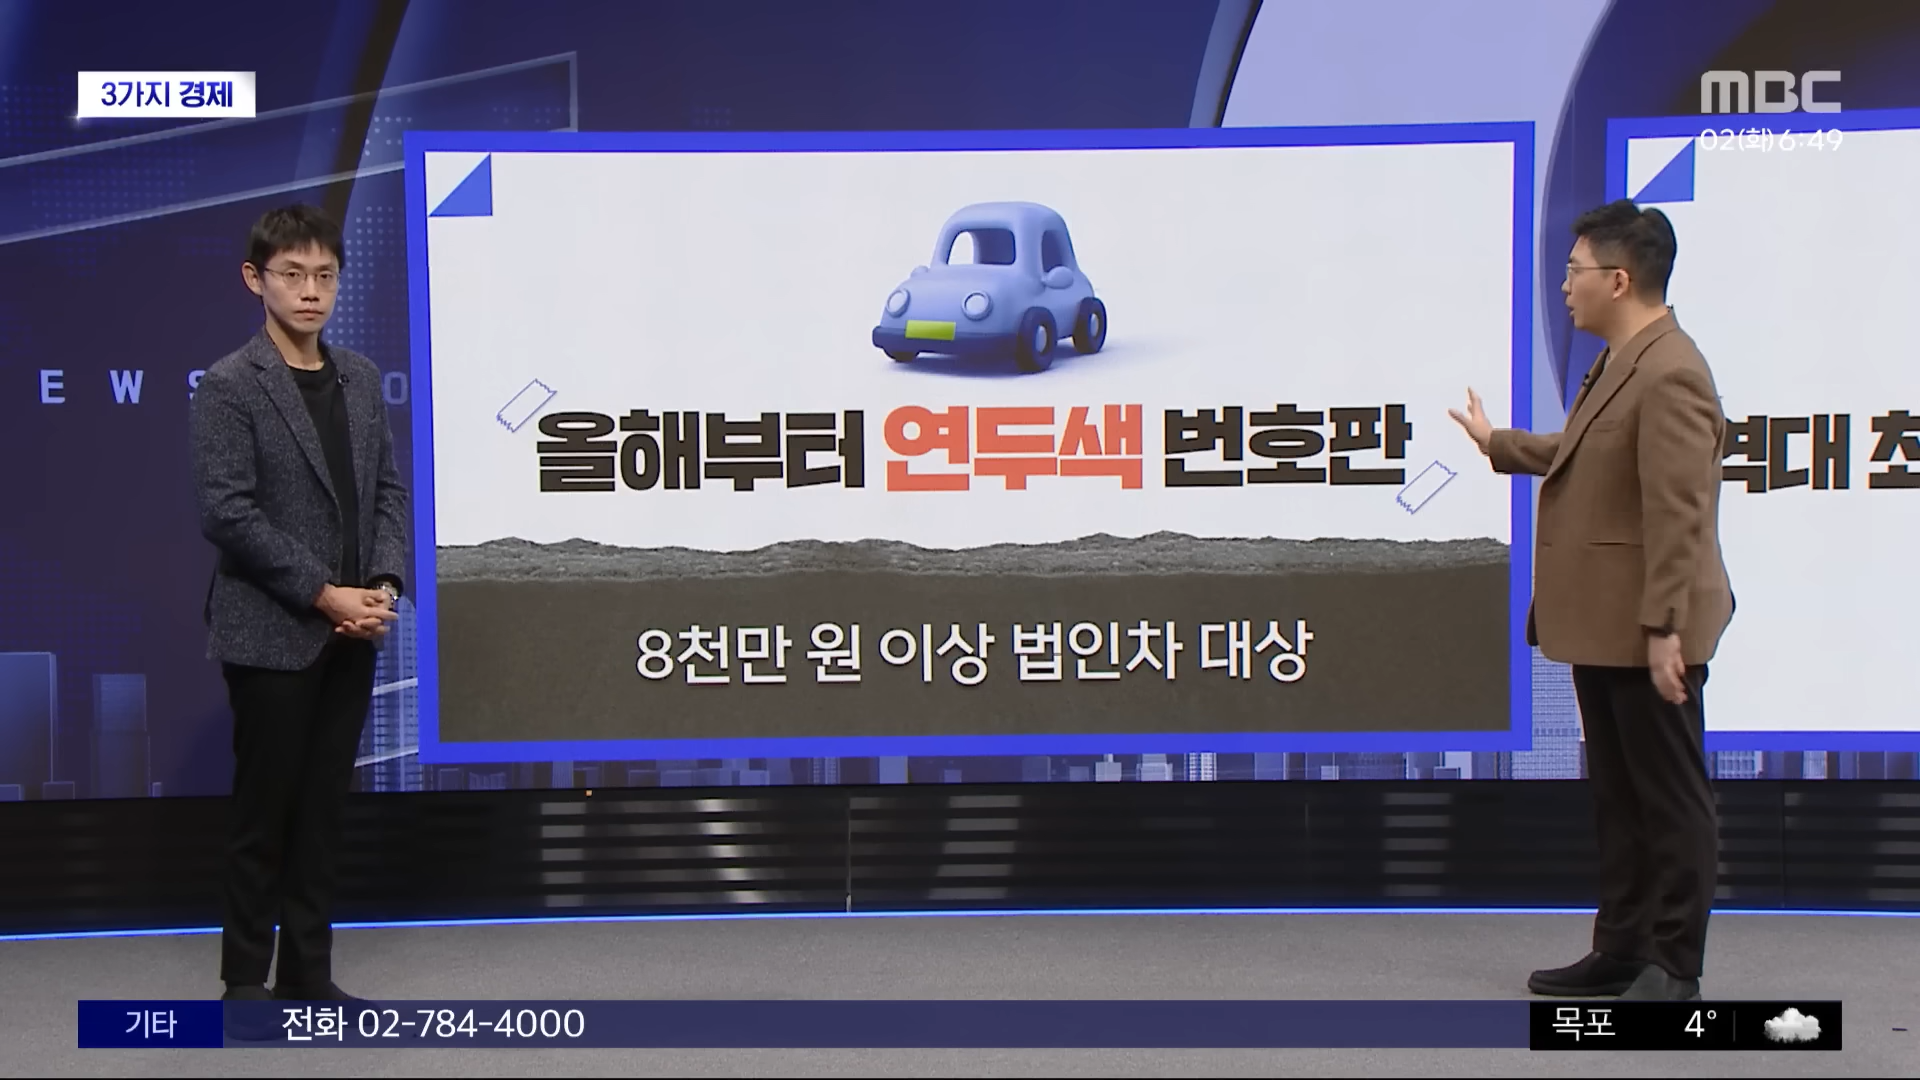 3가지 경제
MBC
02(화)6:49
E W S
올해부터 연두색 번호판
8천만 원 이상 법인차 대상
역대 초
기타
전화 02-784-4000
목포 4°